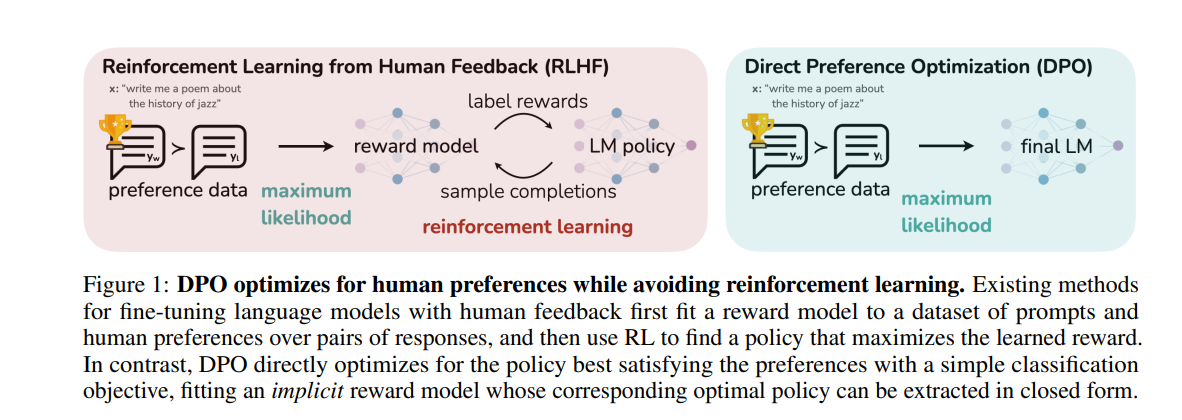 Reinforcement Learning from Human Feedback (RLHF)
x: "write me a poem about
the history of jazz"
label rewards
yw > yl
reward model
LM policy
preference data
maximum
likelihood
sample completions
reinforcement learning
Direct Preference Optimization (DPO)
x: "write me a poem about
the history of jazz"
yw > yl
final LM
preference data
maximum
likelihood
Figure 1: DPO optimizes for human preferences while avoiding reinforcement learning. Existing methods
for fine-tuning language models with human feedback first fit a reward model to a dataset of prompts and
human preferences over pairs of responses, and then use RL to find a policy that maximizes the learned reward.
In contrast, DPO directly optimizes for the policy best satisfying the preferences with a simple classification
objective, fitting an implicit reward model whose corresponding optimal policy can be extracted in closed form.